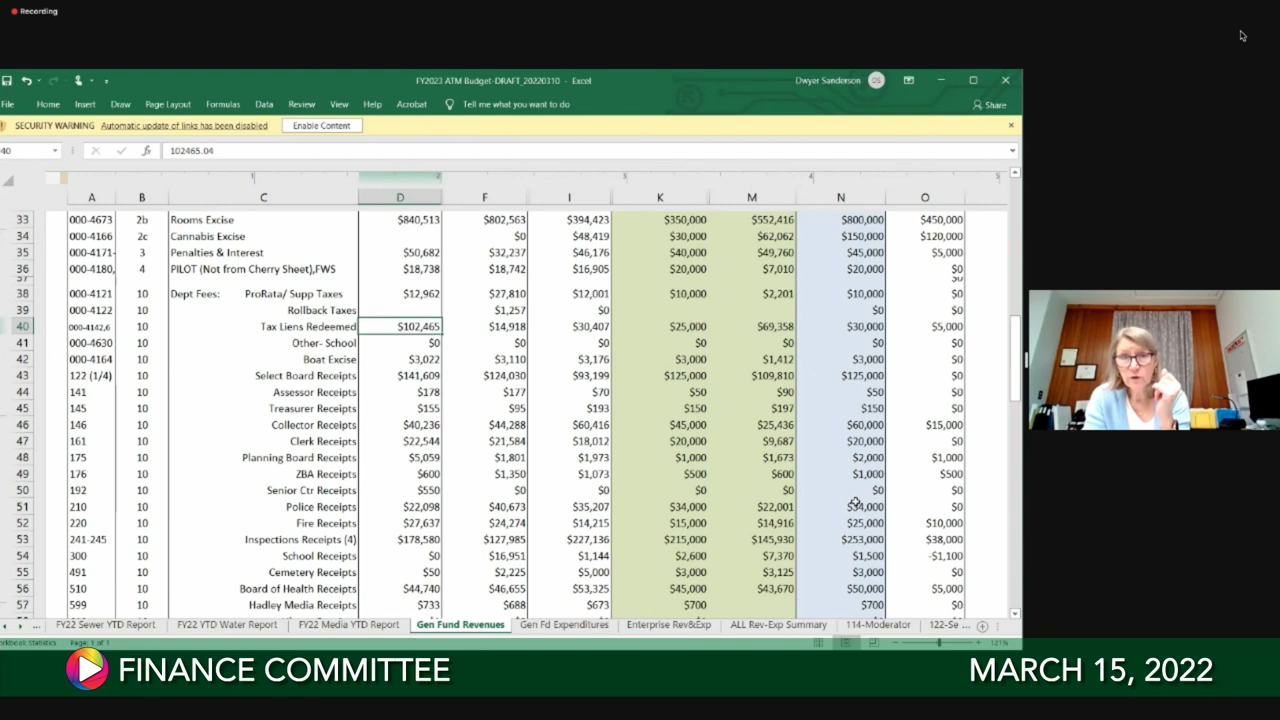 Recording
FY2023 ATM Budget-DRAFT_20220310 - Excel
Dwyer Sanderson
DS
File Home Insert Draw Page Layout Formulas Data Review View Help Acrobat Tell me what you want to do Share
SECURITY WARNING Automatic update of links has been disabled Enable Content
40 fx 102465.04
1 2 3 4 5
A B C D F I K M N O
33 000-4673 2b Rooms Excise $840,513 $802,563 $394,423 $350,000 $552,416 $800,000 $450,000
34 000-4166 2c Cannabis Excise $0 $48,419 $30,000 $62,062 $150,000 $120,000
35 000-4171- 3 Penalties & Interest $50,682 $32,237 $46,176 $40,000 $49,760 $45,000 $5,000
36 000-4180, 4 PILOT (Not from Cherry Sheet),FWS $18,738 $18,742 $16,905 $20,000 $7,010 $20,000 $0
37 $0
38 000-4121 10 Dept Fees: ProRata/ Supp Taxes $12,962 $27,810 $12,001 $10,000 $2,201 $10,000 $0
39 000-4122 10 Rollback Taxes $1,257 $0 $0 $0
40 000-4142,6 10 Tax Liens Redeemed $102,465 $14,918 $30,407 $25,000 $69,358 $30,000 $5,000
41 000-4630 10 Other- School $0 $0 $0 $0 $0 $0 $0
42 000-4164 10 Boat Excise $3,022 $3,110 $3,176 $3,000 $1,412 $3,000 $0
43 122 (1/4) 10 Select Board Receipts $141,609 $124,030 $93,199 $125,000 $109,810 $125,000 $0
44 141 10 Assessor Receipts $178 $177 $70 $50 $90 $50 $0
45 145 10 Treasurer Receipts $155 $95 $193 $150 $197 $150 $0
46 146 10 Collector Receipts $40,236 $44,288 $60,416 $45,000 $25,436 $60,000 $15,000
47 161 10 Clerk Receipts $22,544 $21,584 $18,012 $20,000 $9,687 $20,000 $0
48 175 10 Planning Board Receipts $5,059 $1,801 $1,973 $1,000 $1,673 $2,000 $1,000
49 176 10 ZBA Receipts $600 $1,350 $1,073 $500 $600 $1,000 $500
50 192 10 Senior Ctr Receipts $550 $0 $0 $0 $0 $0 $0
51 210 10 Police Receipts $22,098 $40,673 $35,207 $34,000 $22,001 $34,000 $0
52 220 10 Fire Receipts $27,637 $24,274 $14,215 $15,000 $14,916 $25,000 $10,000
53 241-245 10 Inspections Receipts (4) $178,580 $127,985 $227,136 $215,000 $145,930 $253,000 $38,000
54 300 10 School Receipts $0 $16,951 $1,144 $2,600 $7,370 $1,500 -$1,100
55 491 10 Cemetery Receipts $50 $2,225 $5,000 $3,000 $3,125 $3,000 $0
56 510 10 Board of Health Receipts $44,740 $46,655 $53,325 $45,000 $43,670 $50,000 $5,000
57 599 10 Hadley Media Receipts $733 $688 $673 $700 $700 $0
... FY22 Sewer YTD Report FY22 YTD Water Report FY22 Media YTD Report Gen Fund Revenues Gen Fd Expenditures Enterprise Rev&Exp ALL Rev-Exp Summary 114-Moderator 122-Se ...
Workbook Statistics Page: 1 of 1 121%
FINANCE COMMITTEE
MARCH 15, 2022